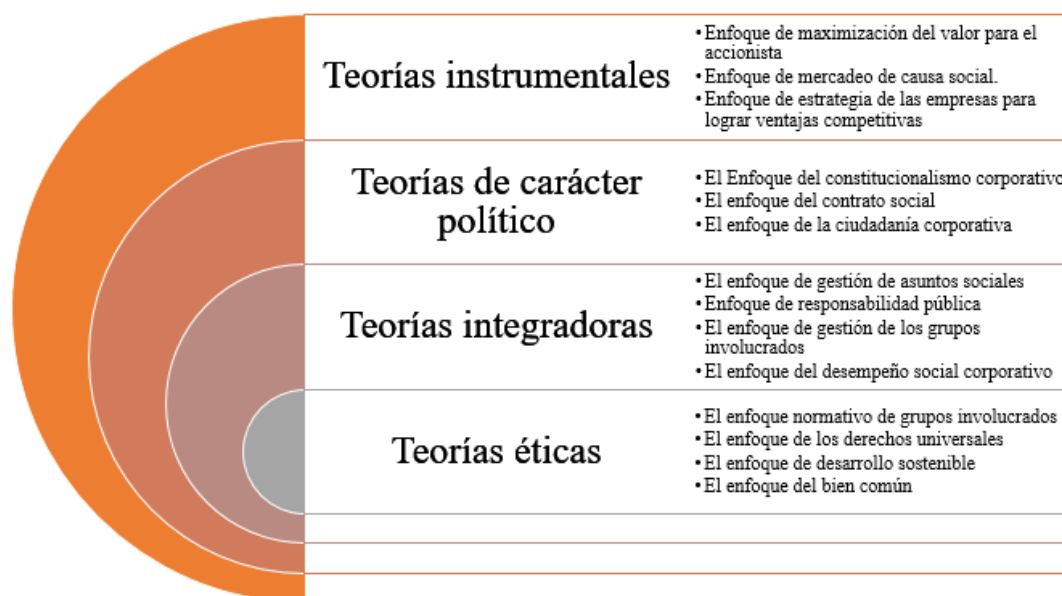 Teorías instrumentales
•Enfoque de maximización del valor para el
accionista
•Enfoque de mercadeo de causa social.
•Enfoque de estrategia de las empresas para
lograr ventajas competitivas
Teorías de carácter
político
•El Enfoque del constitucionalismo corporativo
•El enfoque del contrato social
•El enfoque de la ciudadanía corporativa
Teorías integradoras
•El enfoque de gestión de asuntos sociales
•Enfoque de responsabilidad pública
•El enfoque de gestión de los grupos
involucrados
•El enfoque del desempeño social corporativo
Teorías éticas
•El enfoque normativo de grupos involucrados
•El enfoque de los derechos universales
•El enfoque de desarrollo sostenible
•El enfoque del bien común